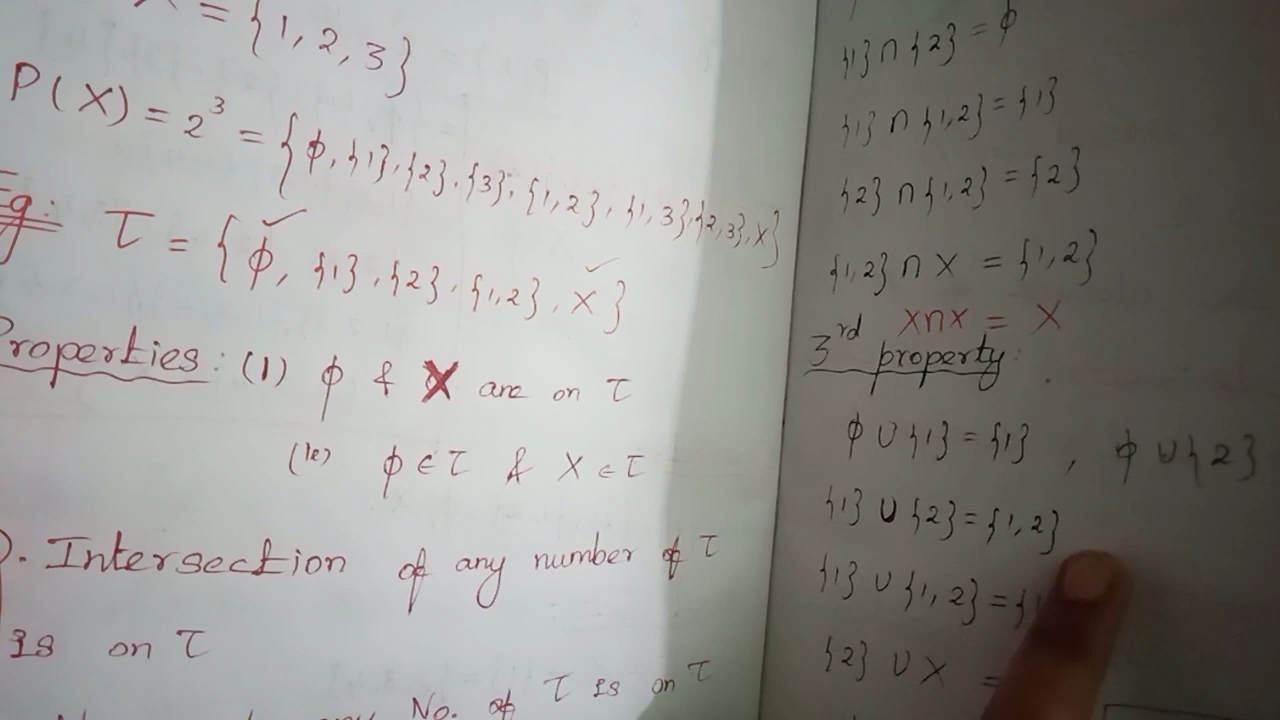 X = {1, 2, 3}
P(X) = 2³ = {ϕ, {1}, {2}, {3}, {1,2}, {1,3}, {2,3}, X}
Eg: τ = {ϕ, {1}, {2}, {1,2}, X}
Properties: (1) ϕ & X are on τ
(ie) ϕ ∈ τ & X ∈ τ
. Intersection of any number of τ
is on τ
any No. of τ is on τ
{1} ∩ {2} = ϕ
{1} ∩ {1,2} = {1}
{2} ∩ {1,2} = {2}
{1,2} ∩ X = {1,2}
X∩X = X
3rd property:
ϕ ∪ {1} = {1} , ϕ ∪ {2}
{1} ∪ {2} = {1,2}
{1} ∪ {1,2} = {1
{2} ∪ X =